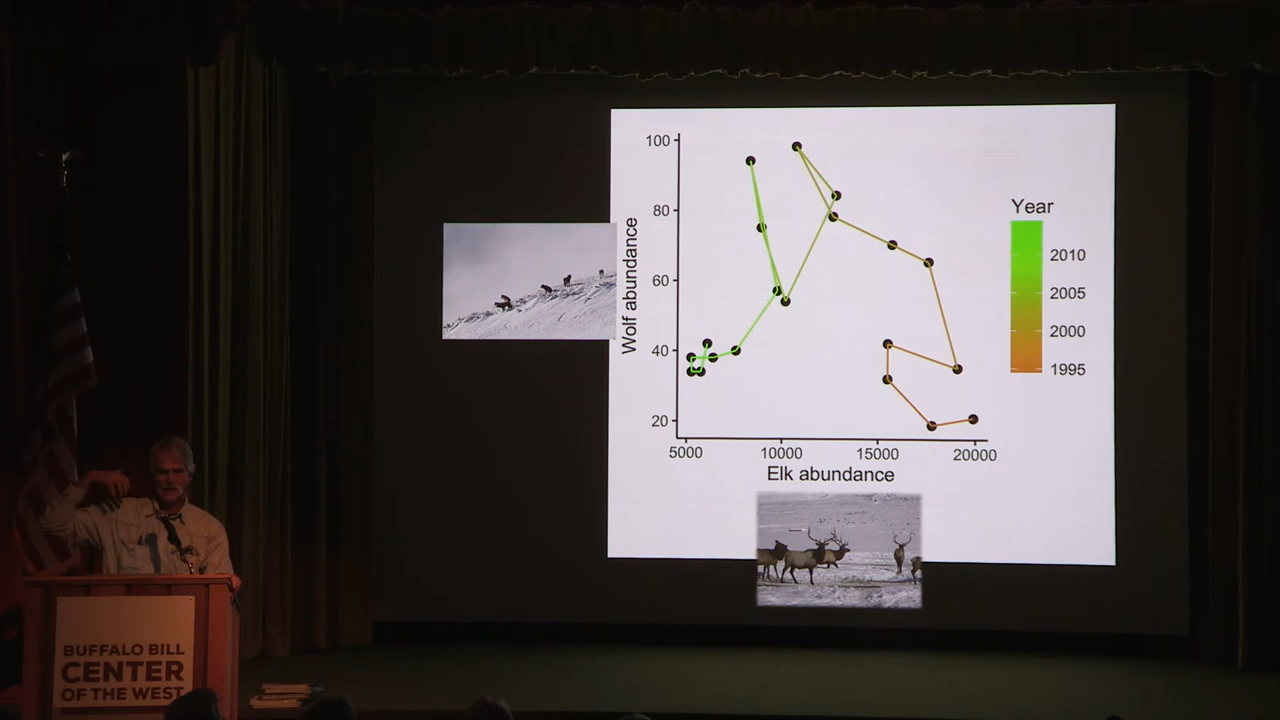 100
80
60
40
20
Wolf abundance
5000 10000 15000 20000
Elk abundance
Year
2010
2005
2000
1995
BUFFALO BILL
CENTER
OF THE WEST